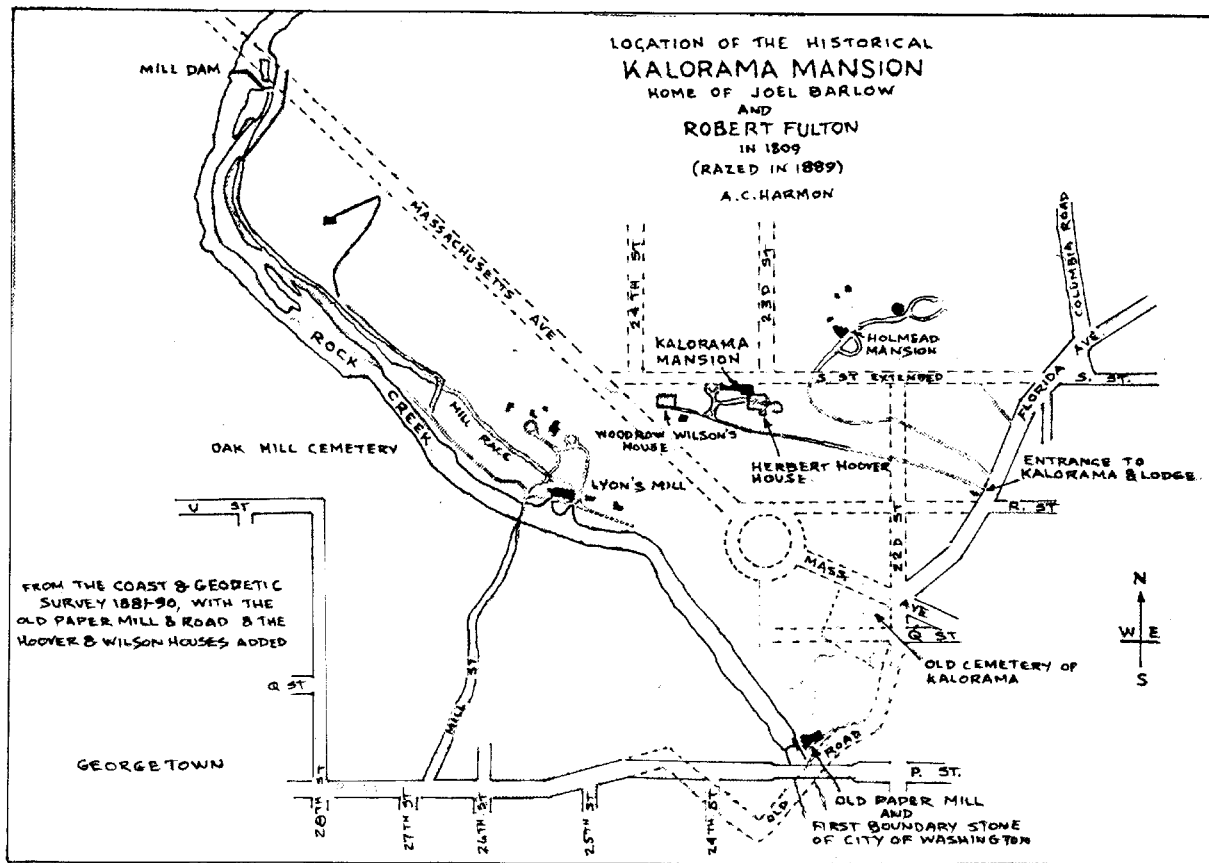 LOCATION OF THE HISTORICAL
KALORAMA MANSION
HOME OF JOEL BARLOW
AND
ROBERT FULTON
IN 1809
(RAZED IN 1889)
A.C. HARMON
MILL DAM
MASSACHUSETTS AVE
24TH ST
23D ST
COLUMBIA ROAD
HOLMEAD
MANSION
KALORAMA
MANSION
S ST EXTENDED
FLORIDA AVE
S. ST.
ROCK CREEK
MILL RACE
WOODROW WILSON'S
HOUSE
HERBERT HOOVER
HOUSE.
ENTRANCE TO
KALORAMA & LODGE.
OAK HILL CEMETERY
LYON'S MILL
R. ST
U ST
22D ST
MASS. AVE
Q ST
FROM THE COAST & GEODETIC
SURVEY 1881-90, WITH THE
OLD PAPER MILL & ROAD & THE
HOOVER & WILSON HOUSES ADDED
N
W E
S
OLD CEMETERY OF
KALORAMA
Q ST
MILL ST
GEORGETOWN
OLD ROAD
P. ST.
28TH ST
27TH ST
26TH ST
25TH ST
24TH ST
OLD PAPER MILL
AND
FIRST BOUNDARY STONE
OF CITY OF WASHINGTON